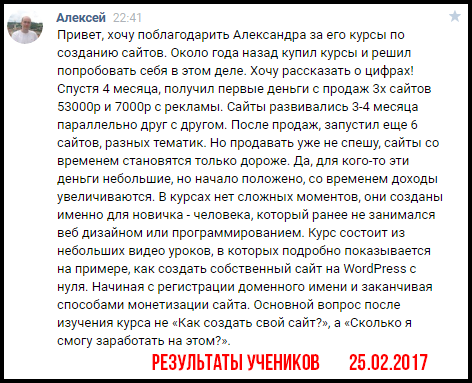 Алексей 22:41
Привет, хочу поблагодарить Александра за его курсы по
созданию сайтов. Около года назад купил курсы и решил
попробовать себя в этом деле. Хочу рассказать о цифрах!
Спустя 4 месяца, получил первые деньги с продаж 3х сайтов
53000р и 7000р с рекламы. Сайты развивались 3-4 месяца
параллельно друг с другом. После продаж, запустил еще 6
сайтов, разных тематик. Но продавать уже не спешу, сайты со
временем становятся только дороже. Да, для кого-то эти
деньги небольшие, но начало положено, со временем доходы
увеличиваются. В курсах нет сложных моментов, они созданы
именно для новичка - человека, который ранее не занимался
веб дизайном или программированием. Курс состоит из
небольших видео уроков, в которых подробно показывается
на примере, как создать собственный сайт на WordPress с
нуля. Начиная с регистрации доменного имени и заканчивая
способами монетизации сайта. Основной вопрос после
изучения курса не «Как создать свой сайт?», а «Сколько я
смогу заработать на этом?».
РЕЗУЛЬТАТЫ УЧЕНИКОВ 25.02.2017